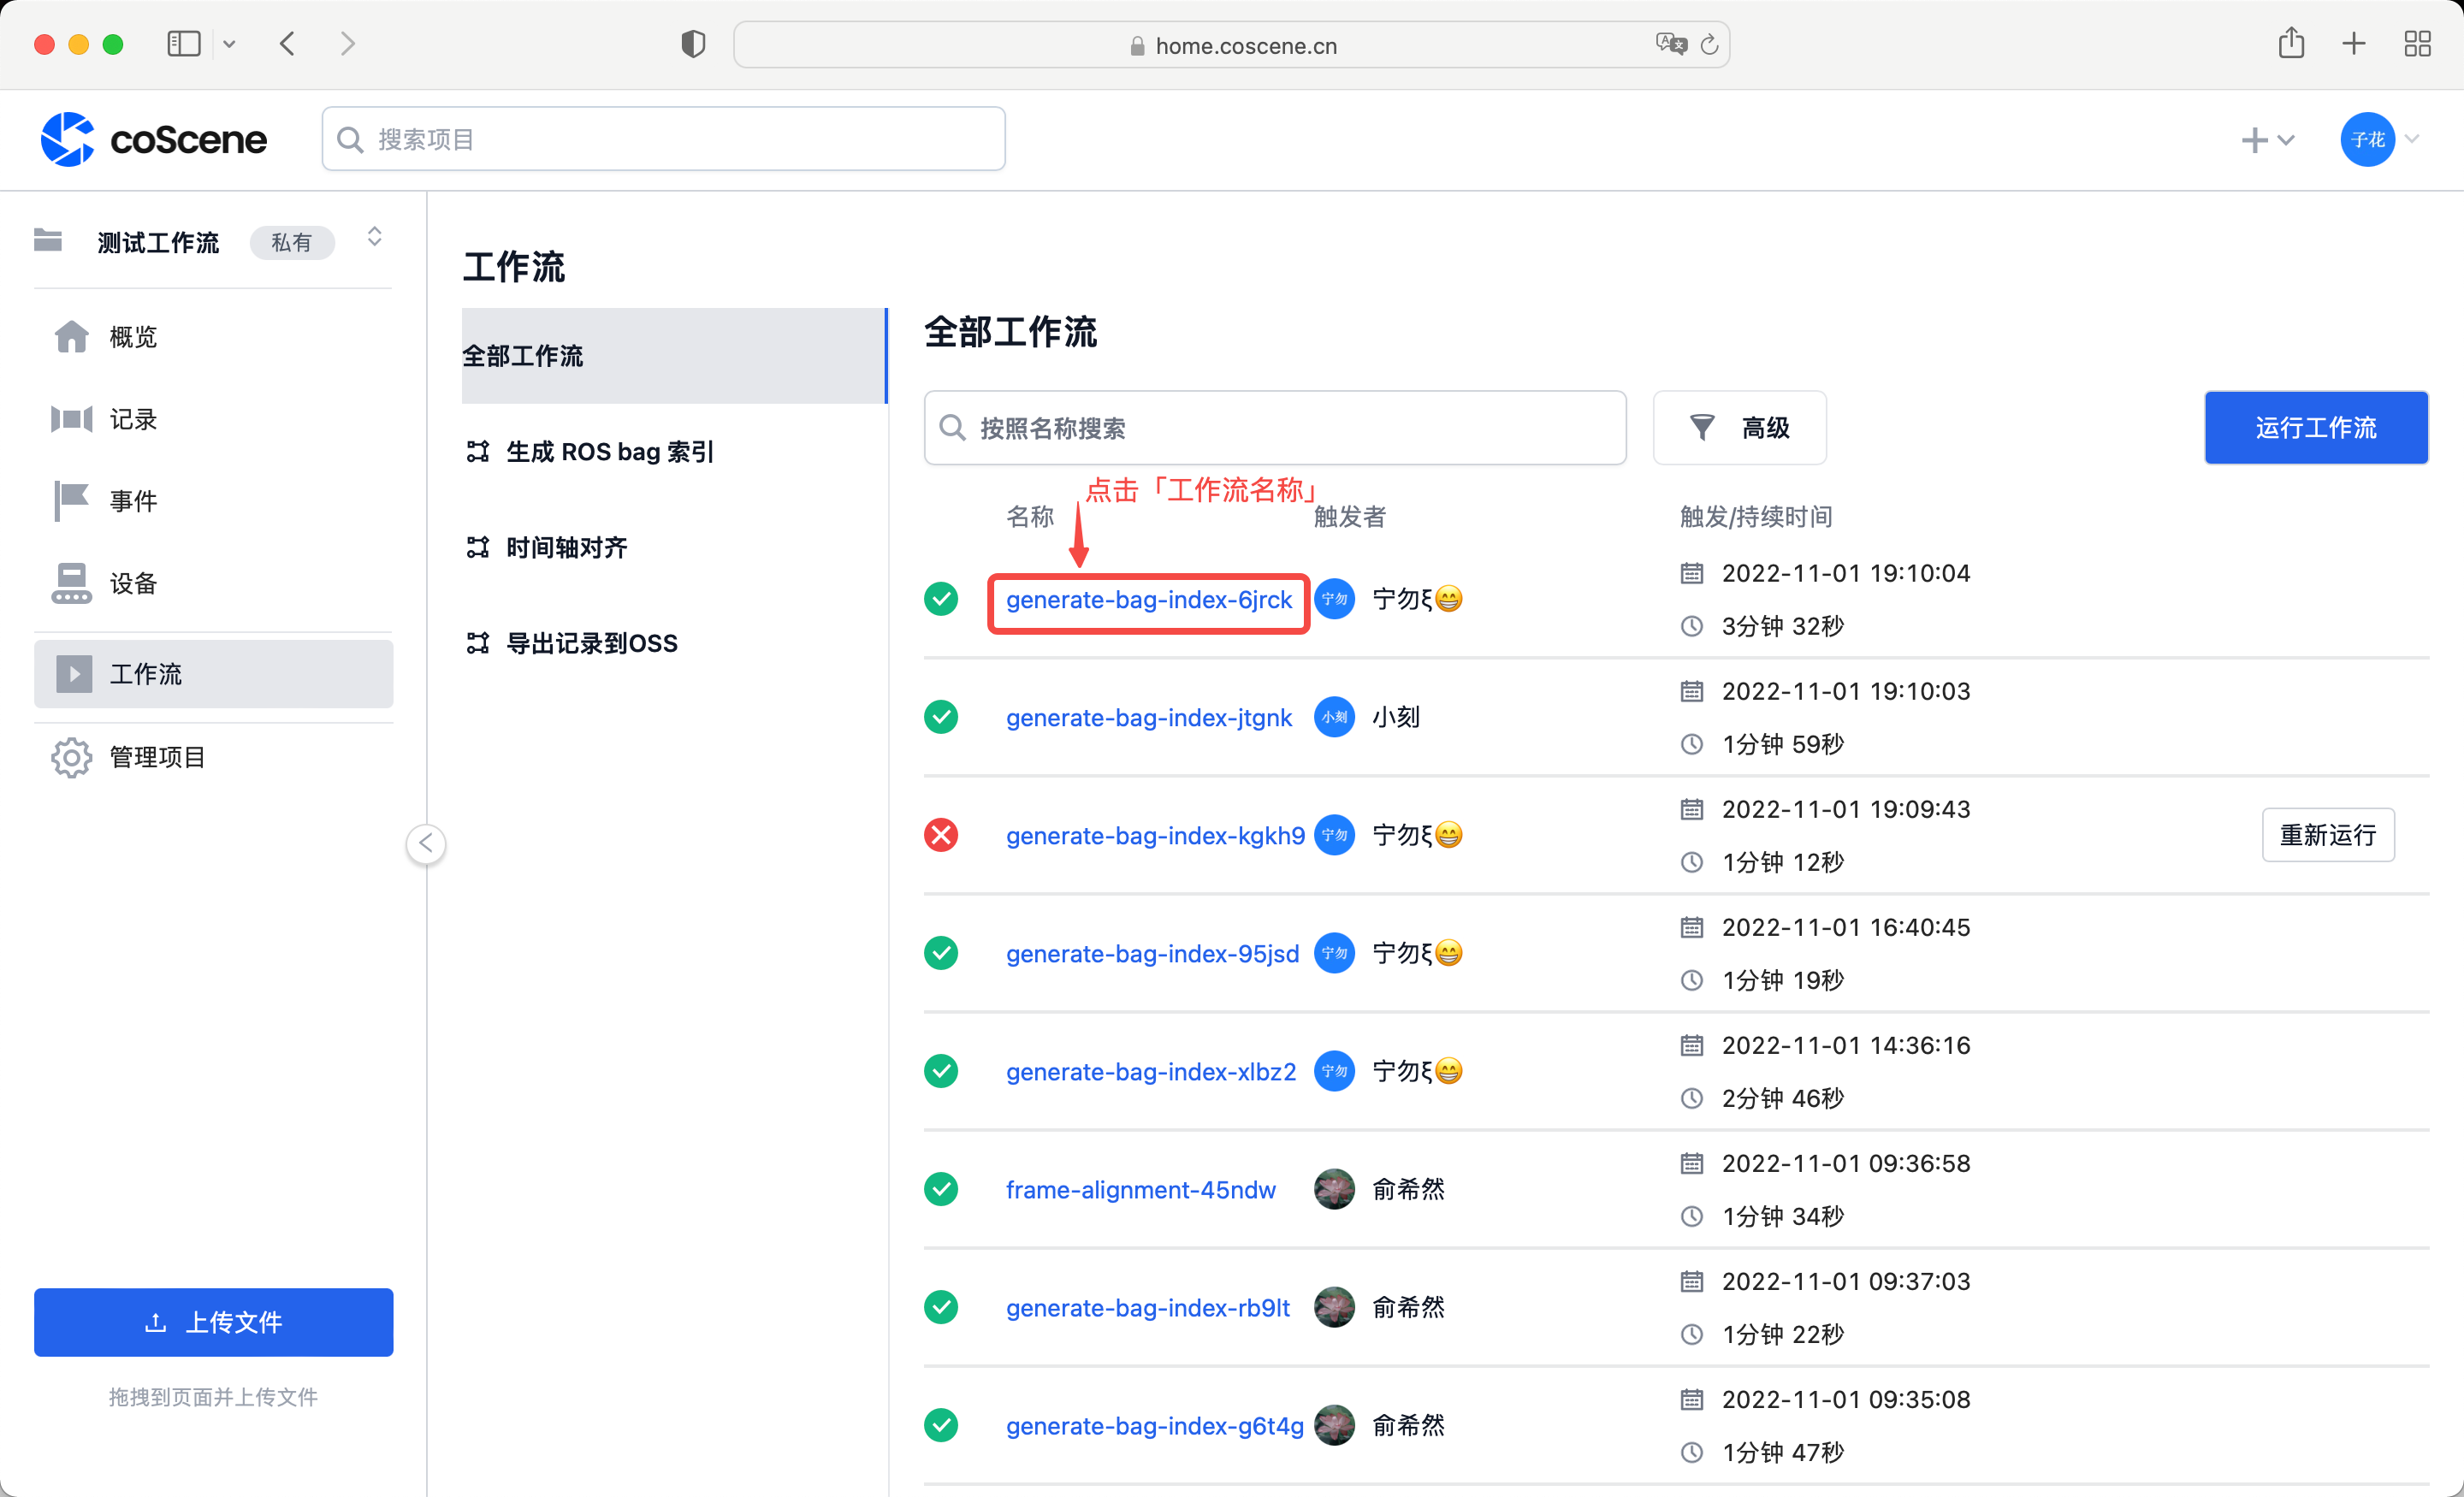 home.coscene.cn
coScene
搜索项目
子花
测试工作流
私有
概览
记录
事件
设备
工作流
管理项目
上传文件
拖拽到页面并上传文件
工作流
全部工作流
生成 ROS bag 索引
时间轴对齐
导出记录到OSS
全部工作流
按照名称搜索
高级
运行工作流
点击「工作流名称」
名称 触发者 触发/持续时间
generate-bag-index-6jrck 宁勿 宁勿ξ😁 2022-11-01 19:10:04
3分钟 32秒
generate-bag-index-jtgnk 小刻 小刻 2022-11-01 19:10:03
1分钟 59秒
generate-bag-index-kgkh9 宁勿 宁勿ξ😁 2022-11-01 19:09:43
1分钟 12秒
重新运行
generate-bag-index-95jsd 宁勿 宁勿ξ😁 2022-11-01 16:40:45
1分钟 19秒
generate-bag-index-xlbz2 宁勿 宁勿ξ😁 2022-11-01 14:36:16
2分钟 46秒
frame-alignment-45ndw 俞希然 2022-11-01 09:36:58
1分钟 34秒
generate-bag-index-rb9lt 俞希然 2022-11-01 09:37:03
1分钟 22秒
generate-bag-index-g6t4g 俞希然 2022-11-01 09:35:08
1分钟 47秒